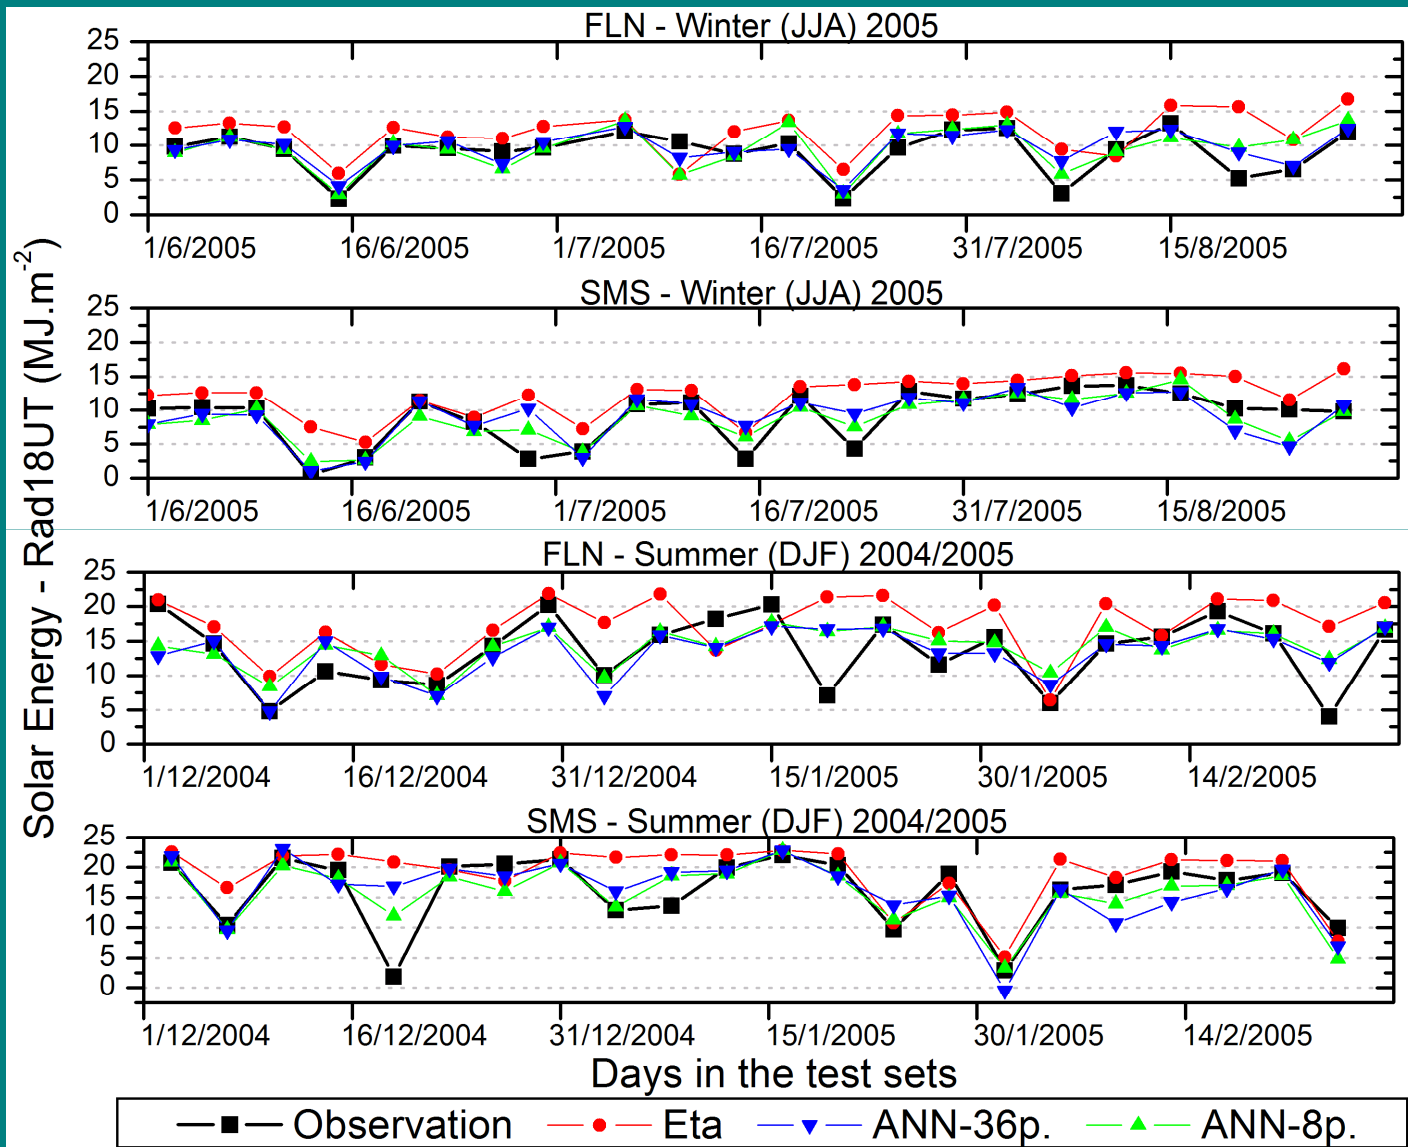 FLN - Winter (JJA) 2005
25
20
15
10
5
0
1/6/2005 16/6/2005 1/7/2005 16/7/2005 31/7/2005 15/8/2005
SMS - Winter (JJA) 2005
25
20
15
10
5
0
1/6/2005 16/6/2005 1/7/2005 16/7/2005 31/7/2005 15/8/2005
Solar Energy - Rad18UT (MJ.m⁻²)
FLN - Summer (DJF) 2004/2005
25
20
15
10
5
0
1/12/2004 16/12/2004 31/12/2004 15/1/2005 30/1/2005 14/2/2005
SMS - Summer (DJF) 2004/2005
25
20
15
10
5
0
1/12/2004 16/12/2004 31/12/2004 15/1/2005 30/1/2005 14/2/2005
Days in the test sets
Observation Eta ANN-36p. ANN-8p.